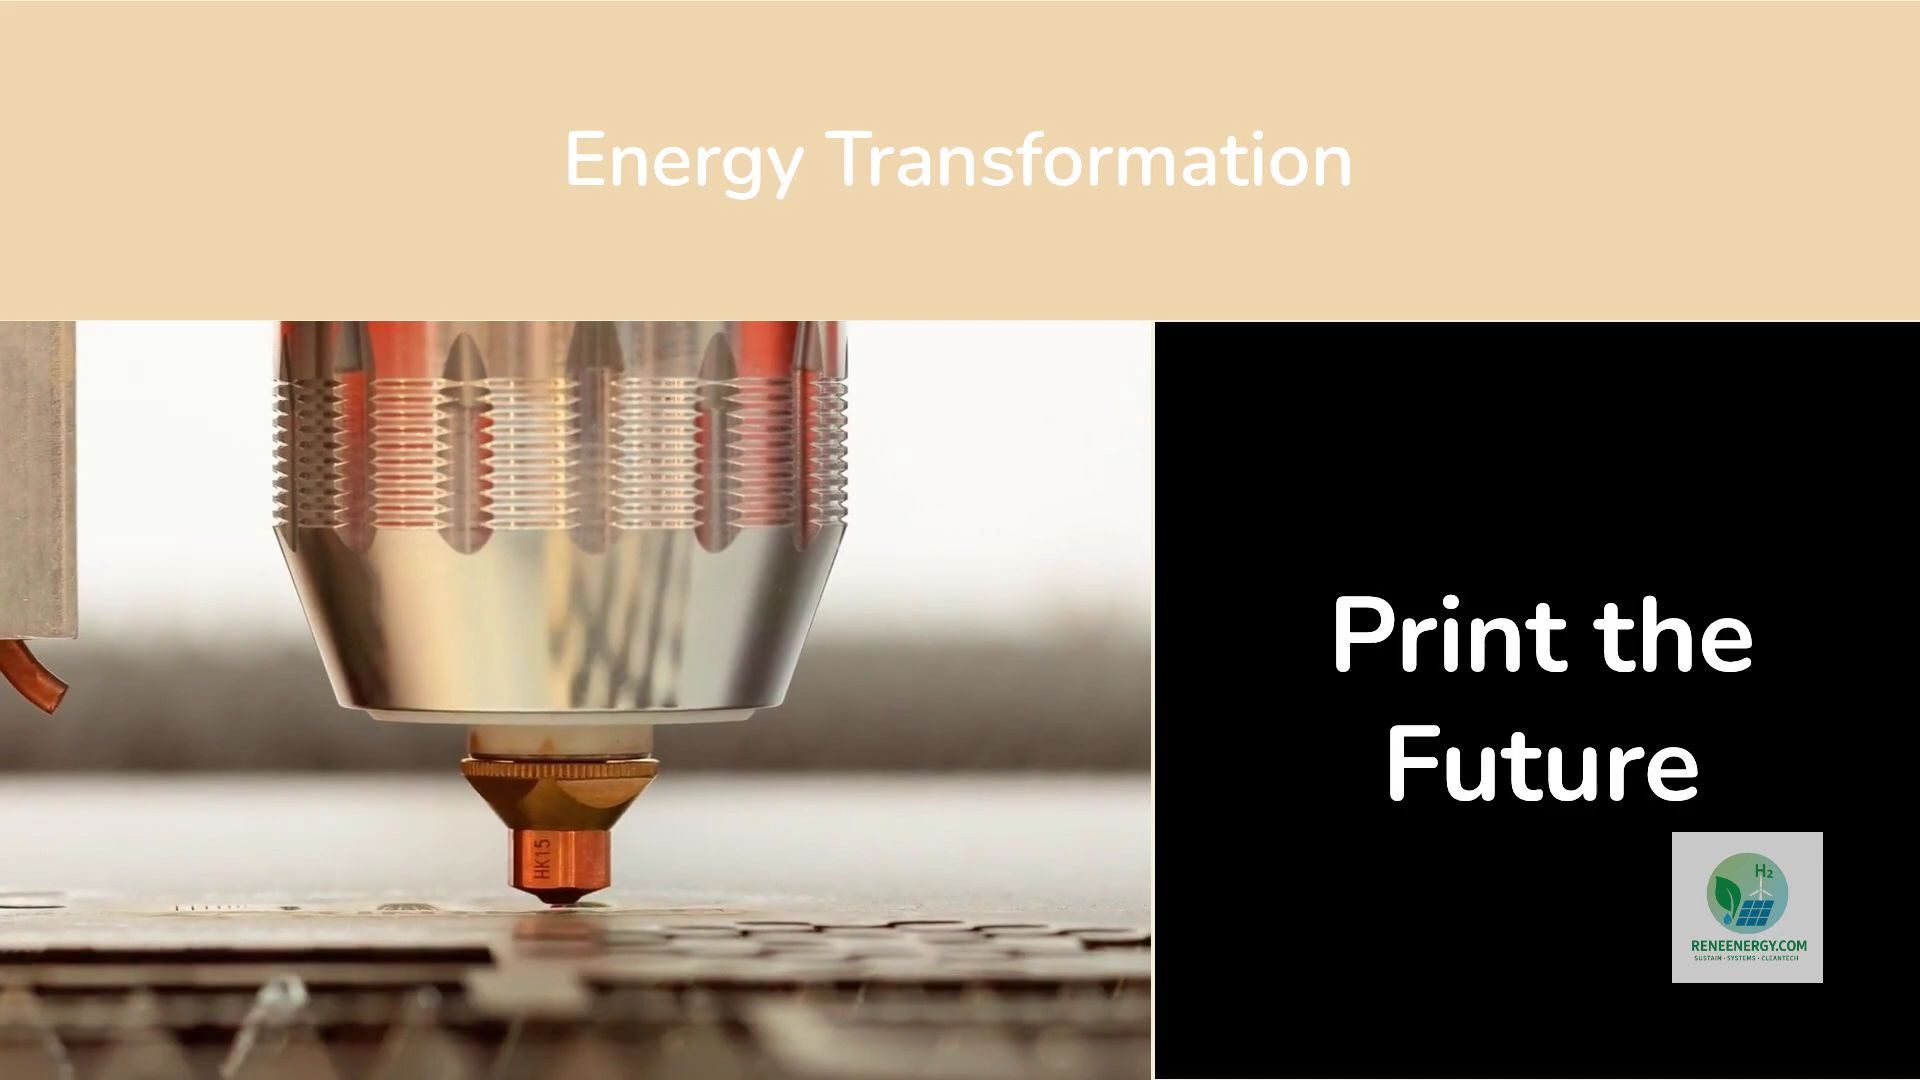 Energy Transformation
Print the
Future
HK15
H₂
RENEENERGY.COM
SUSTAIN · SYSTEMS · CLEANTECH